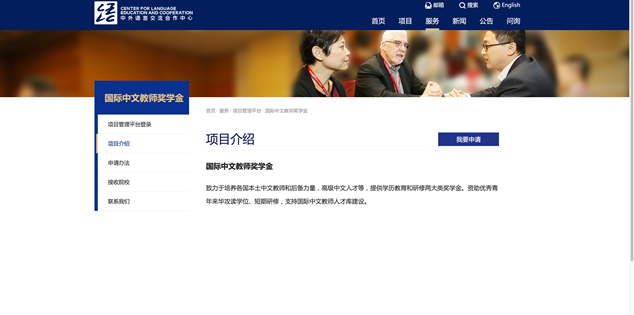 CENTER FOR LANGUAGE
EDUCATION AND COOPERATION
中外语言交流合作中心
邮箱 搜索 English
首页 项目 服务 新闻 公告 问询
国际中文教师奖学金
项目管理平台登录
项目介绍
申请办法
接收院校
联系我们
首页 · 服务 · 项目管理平台 · 国际中文教师奖学金
项目介绍
我要申请
国际中文教师奖学金
致力于培养各国本土中文教师和后备力量，高级中文人才等，提供学历教育和研修两大类奖学金。资助优秀青
年来华攻读学位、短期研修，支持国际中文教师人才库建设。